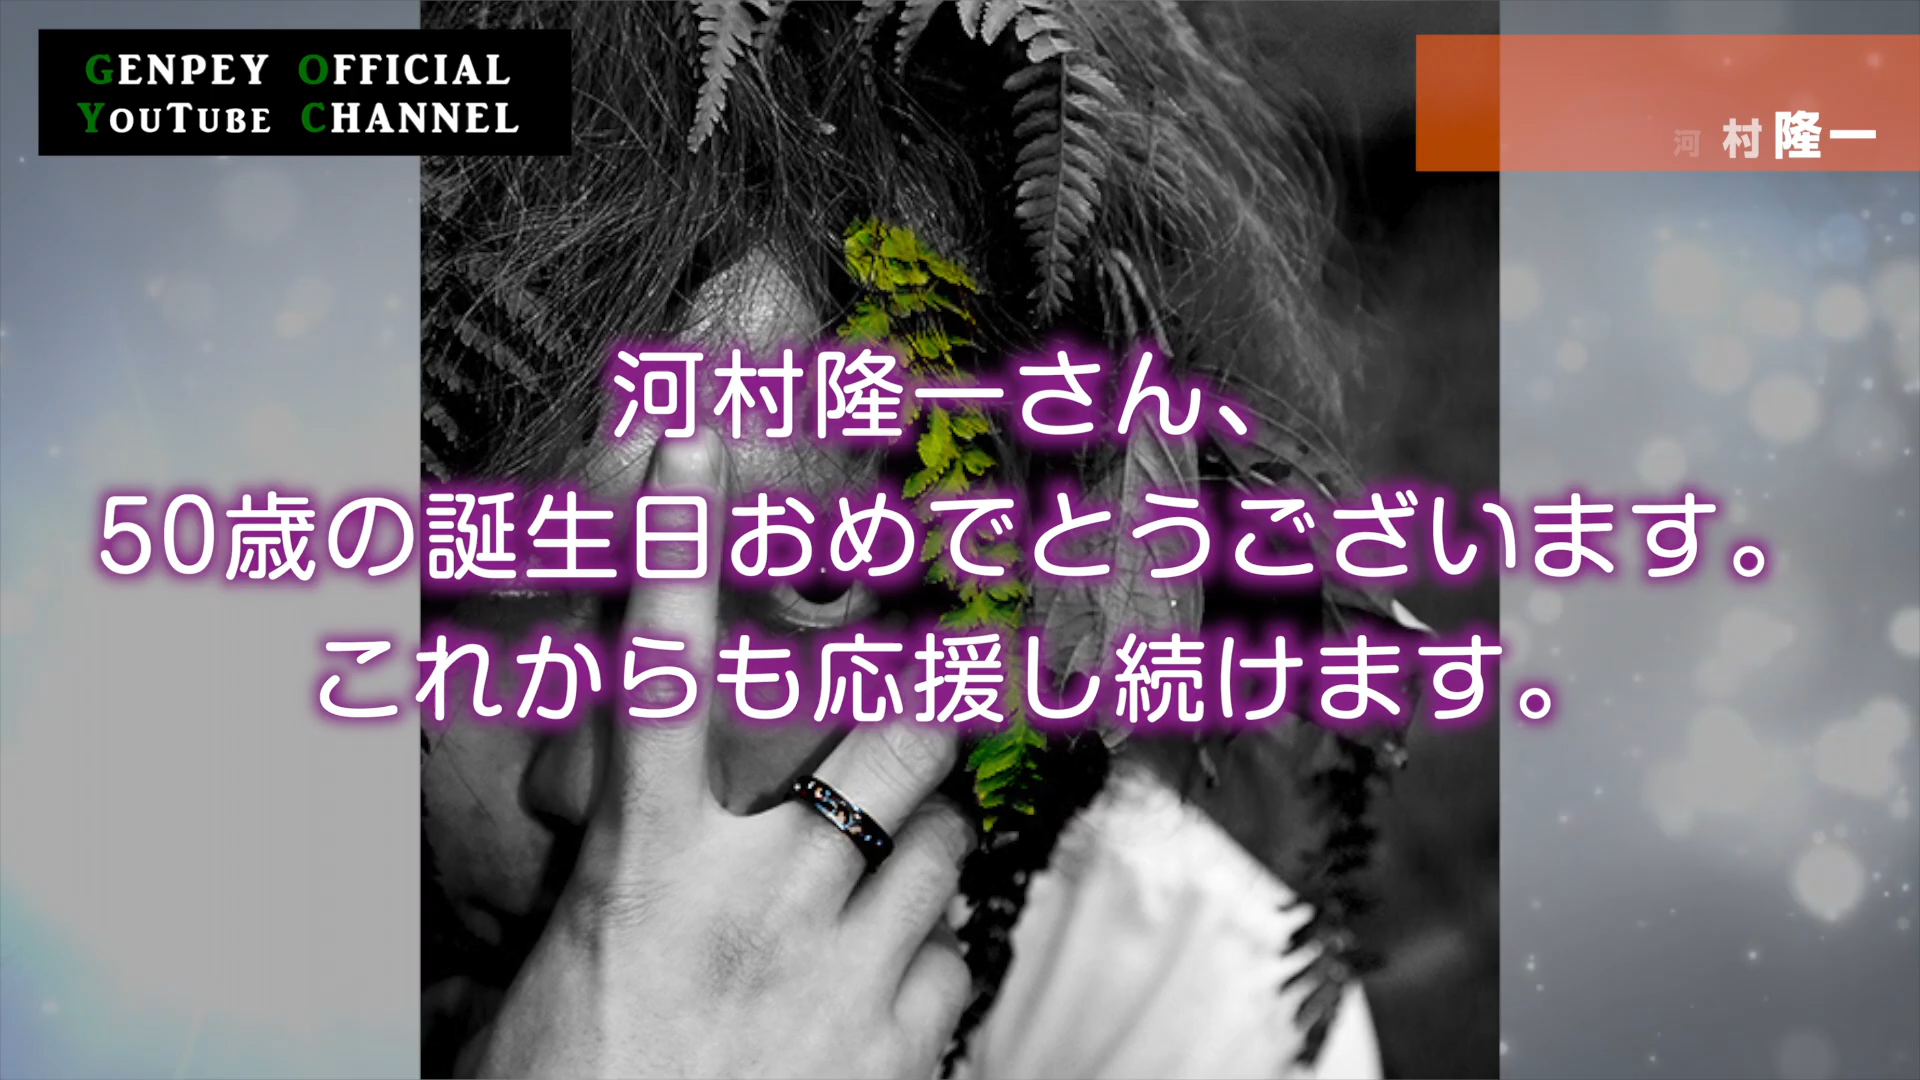 GENPEY OFFICIAL
YOUTUBE CHANNEL
河村隆一
河村隆一さん、
50歳の誕生日おめでとうございます。
これからも応援し続けます。